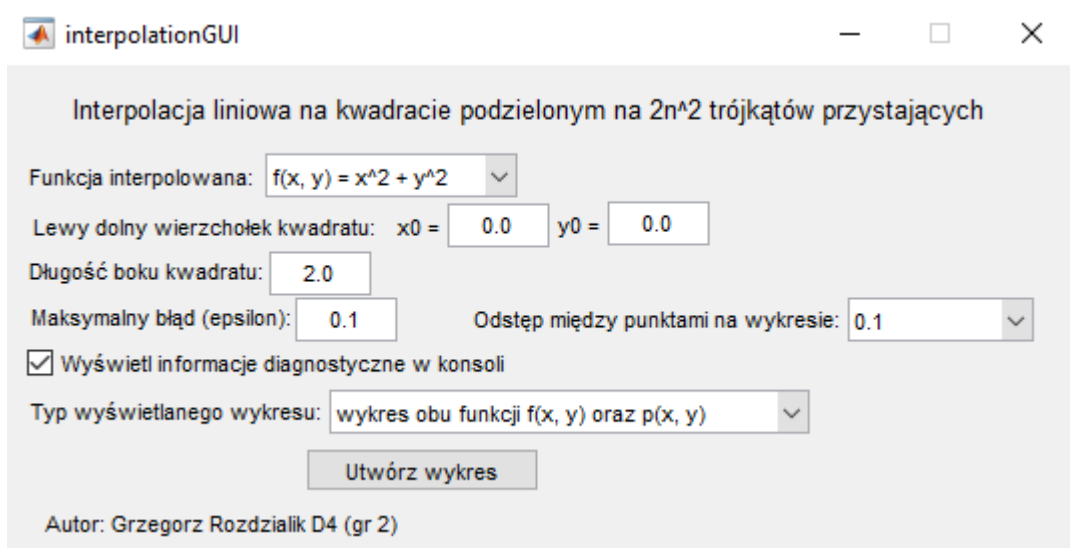 interpolationGUI
Interpolacja liniowa na kwadracie podzielonym na 2n^2 trójkątów przystających
Funkcja interpolowana: f(x, y) = x^2 + y^2
Lewy dolny wierzchołek kwadratu: x0 = 0.0 y0 = 0.0
Długość boku kwadratu: 2.0
Maksymalny błąd (epsilon): 0.1 Odstęp między punktami na wykresie: 0.1
Wyświetl informacje diagnostyczne w konsoli
Typ wyświetlanego wykresu: wykres obu funkcji f(x, y) oraz p(x, y)
Utwórz wykres
Autor: Grzegorz Rozdzialik D4 (gr 2)